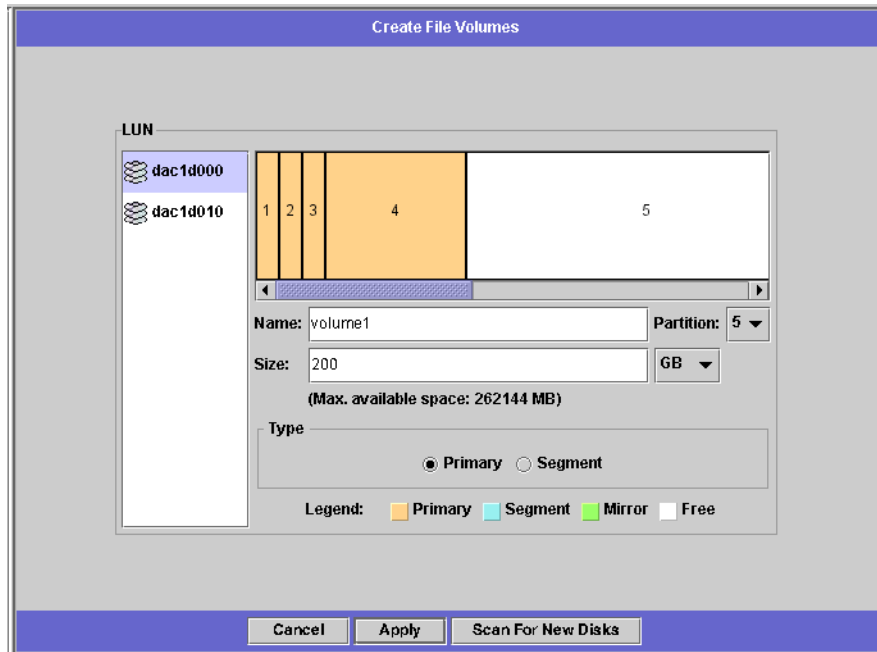 Create File Volumes
LUN
dac1d000
dac1d010
1 2 3 4 5
Name: volume1 Partition: 5
Size: 200 GB
(Max. available space: 262144 MB)
Type
Primary Segment
Legend: Primary Segment Mirror Free
Cancel Apply Scan For New Disks